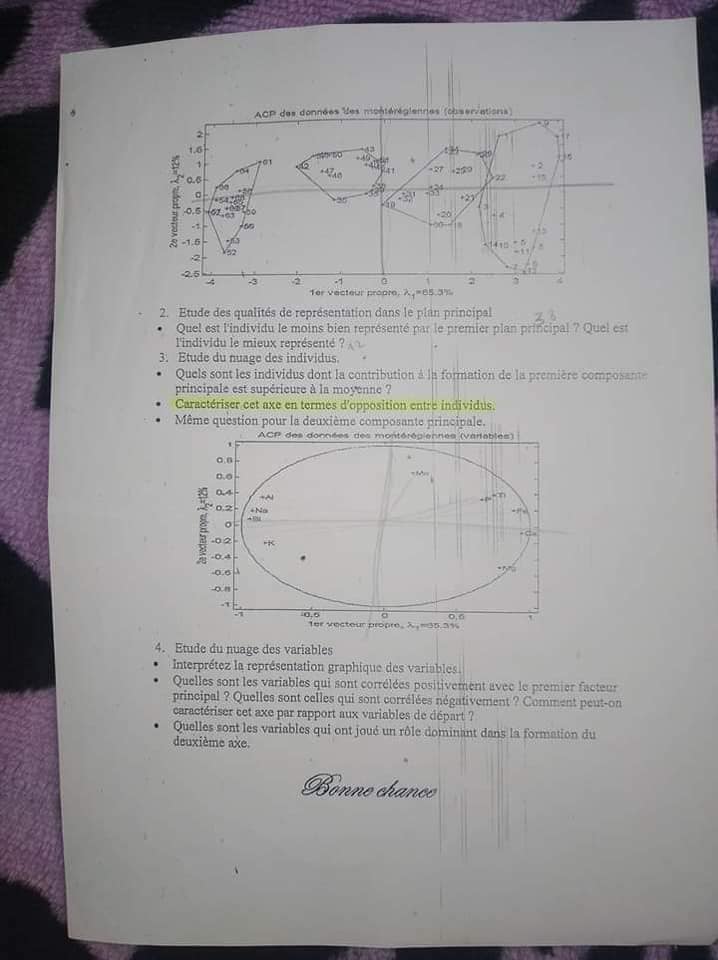 ACP des données des montérégiennes (observations)
2e vecteur propre, λ2=12%
1er vecteur propre, λ1=65.3%
2. Etude des qualités de représentation dans le plan principal
• Quel est l'individu le moins bien représenté par le premier plan principal ? Quel est
l'individu le mieux représenté ?
3. Etude du nuage des individus.
• Quels sont les individus dont la contribution à la formation de la première composante
principale est supérieure à la moyenne ?
• Caractériser cet axe en termes d'opposition entre individus.
• Même question pour la deuxième composante principale.
ACP des données des montérégiennes (variables)
2e vecteur propre, λ2=12%
+Al
+Na
+Si
+K
+Mn
+P
+Ti
+Fe
+Ca
+Mg
1er vecteur propre, λ1=65.3%
4. Etude du nuage des variables
• Interprétez la représentation graphique des variables.
• Quelles sont les variables qui sont corrélées positivement avec le premier facteur
principal ? Quelles sont celles qui sont corrélées négativement ? Comment peut-on
caractériser cet axe par rapport aux variables de départ ?
• Quelles sont les variables qui ont joué un rôle dominant dans la formation du
deuxième axe.
Bonne chance